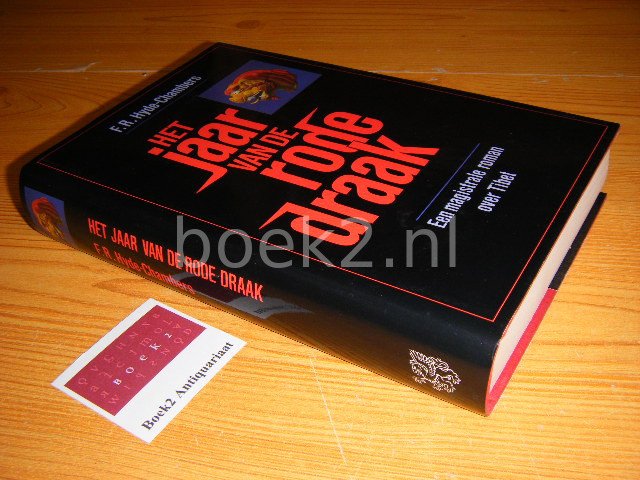 F.R. Hyde-Chambers
HET
jaar
VAN DE
rode
draak
Een magistrale roman
over Tibet
boek2.nl
HET JAAR VAN DE RODE DRAAK
F.R. Hyde-Chambers
BOEK2
Boek2 Antiquariaat